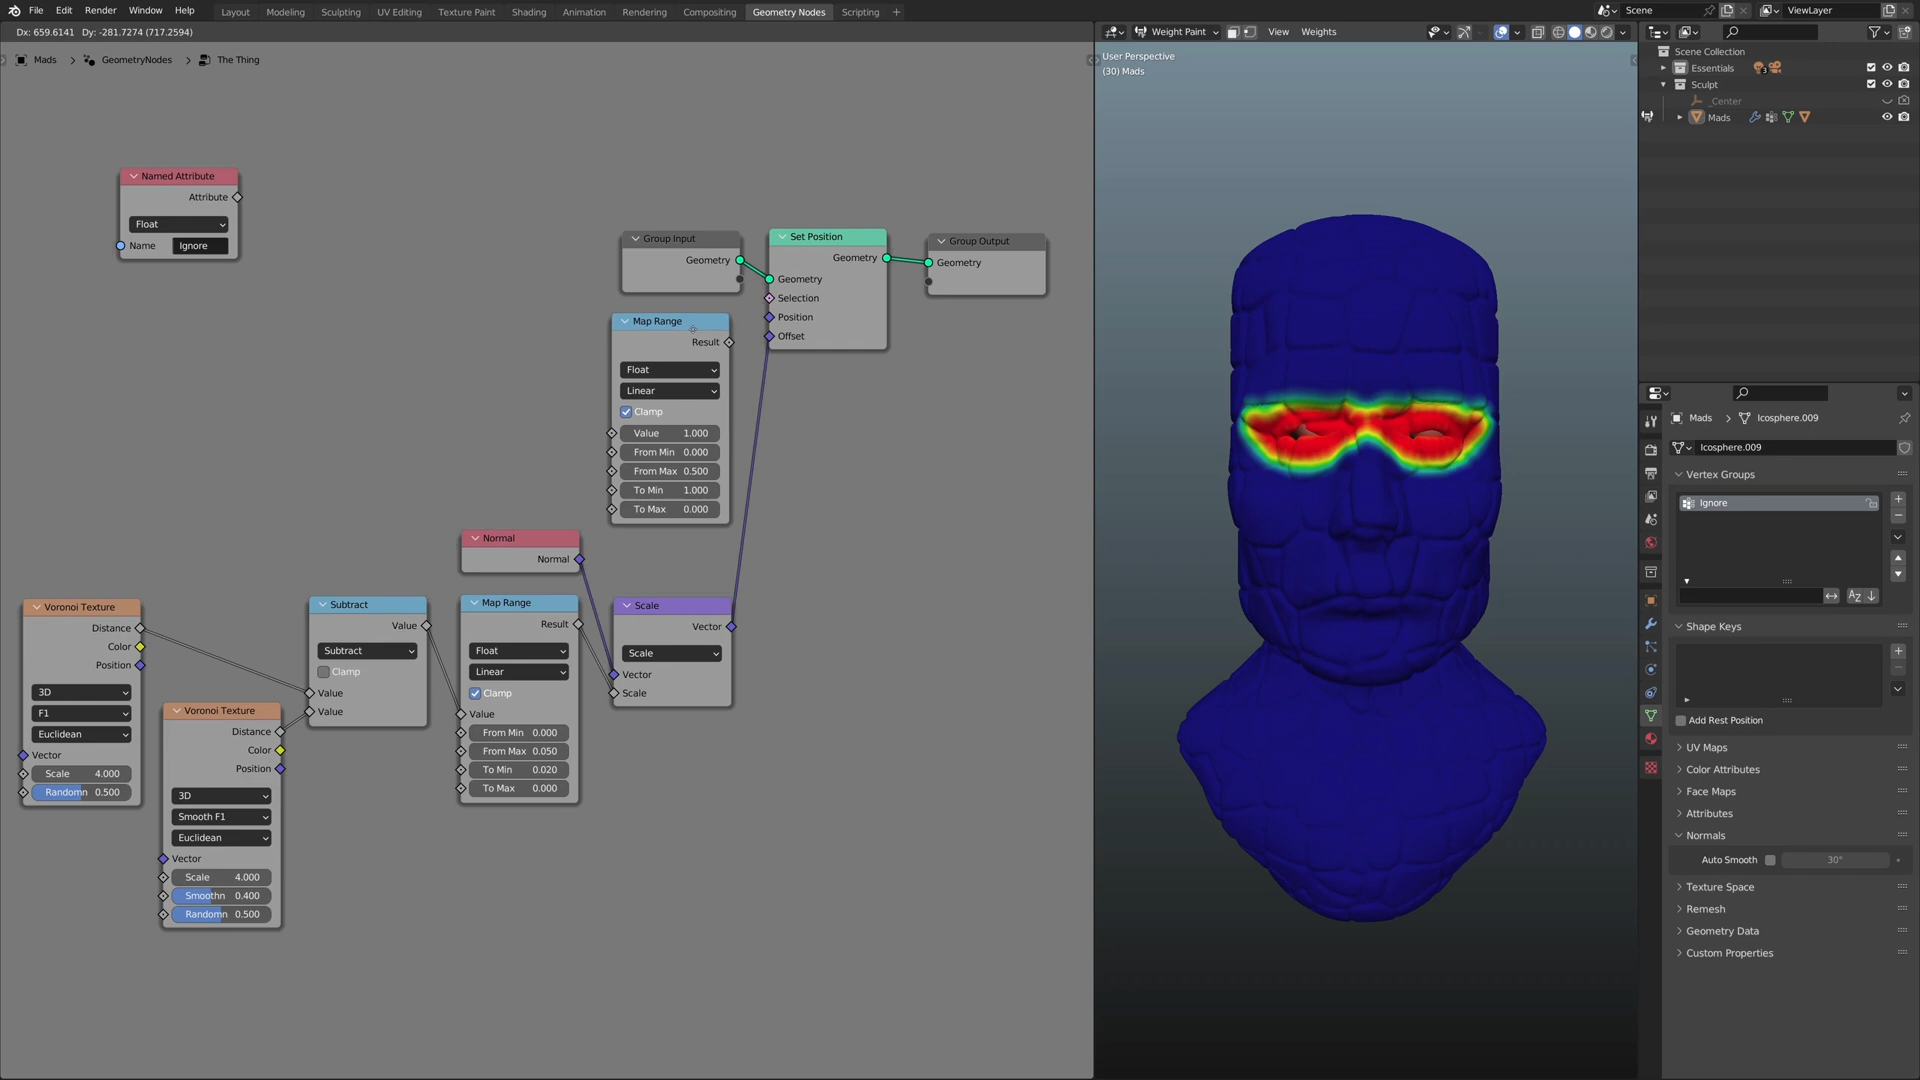 File Edit Render Window Help Layout Modeling Sculpting UV Editing Texture Paint Shading Animation Rendering Compositing Geometry Nodes Scripting + Scene ViewLayer
Dx: 659.6141 Dy: -281.7274 (717.2594)
Mads > GeometryNodes > The Thing
Named Attribute
Attribute
Float
Name Ignore
Group Input
Geometry
Set Position
Geometry
Geometry
Selection
Position
Offset
Group Output
Geometry
Map Range
Result
Float
Linear
Clamp
Value 1.000
From Min 0.000
From Max 0.500
To Min 1.000
To Max 0.000
Normal
Normal
Voronoi Texture
Distance
Color
Position
3D
F1
Euclidean
Vector
Scale 4.000
Randomn 0.500
Voronoi Texture
Distance
Color
Position
3D
Smooth F1
Euclidean
Vector
Scale 4.000
Smoothn 0.400
Randomn 0.500
Subtract
Value
Subtract
Clamp
Value
Value
Map Range
Result
Float
Linear
Clamp
Value
From Min 0.000
From Max 0.050
To Min 0.020
To Max 0.000
Scale
Vector
Scale
Vector
Scale
Weight Paint View Weights
User Perspective
(30) Mads
Scene Collection
Essentials 3
Sculpt
_Center
Mads
Mads > Icosphere.009
Icosphere.009
Vertex Groups
Ignore
Shape Keys
Add Rest Position
UV Maps
Color Attributes
Face Maps
Attributes
Normals
Auto Smooth 30°
Texture Space
Remesh
Geometry Data
Custom Properties